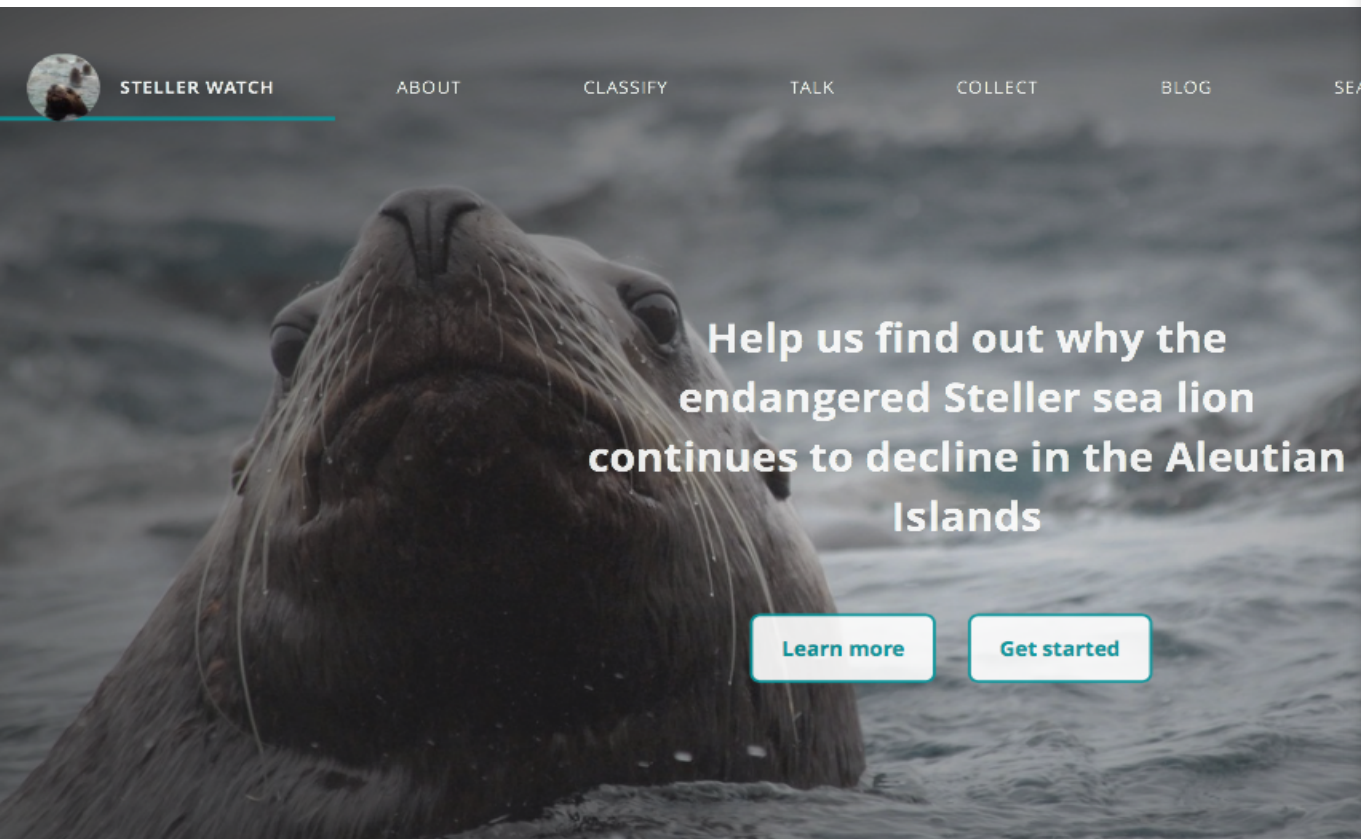 STELLER WATCH ABOUT CLASSIFY TALK COLLECT BLOG
Help us find out why the
endangered Steller sea lion
continues to decline in the Aleutian
Islands
Learn more Get started